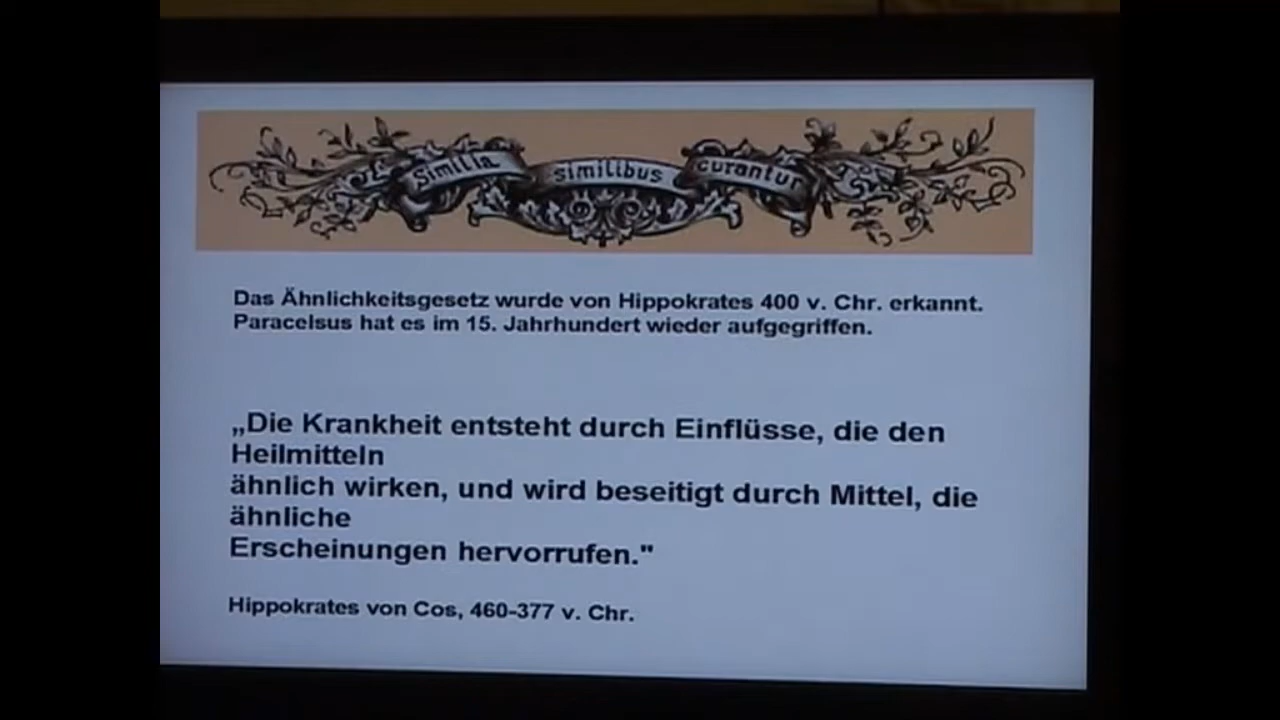 Similia similibus curantur
Das Ähnlichkeitsgesetz wurde von Hippokrates 400 v. Chr. erkannt.
Paracelsus hat es im 15. Jahrhundert wieder aufgegriffen.
„Die Krankheit entsteht durch Einflüsse, die den
Heilmitteln
ähnlich wirken, und wird beseitigt durch Mittel, die
ähnliche
Erscheinungen hervorrufen."
Hippokrates von Cos, 460-377 v. Chr.